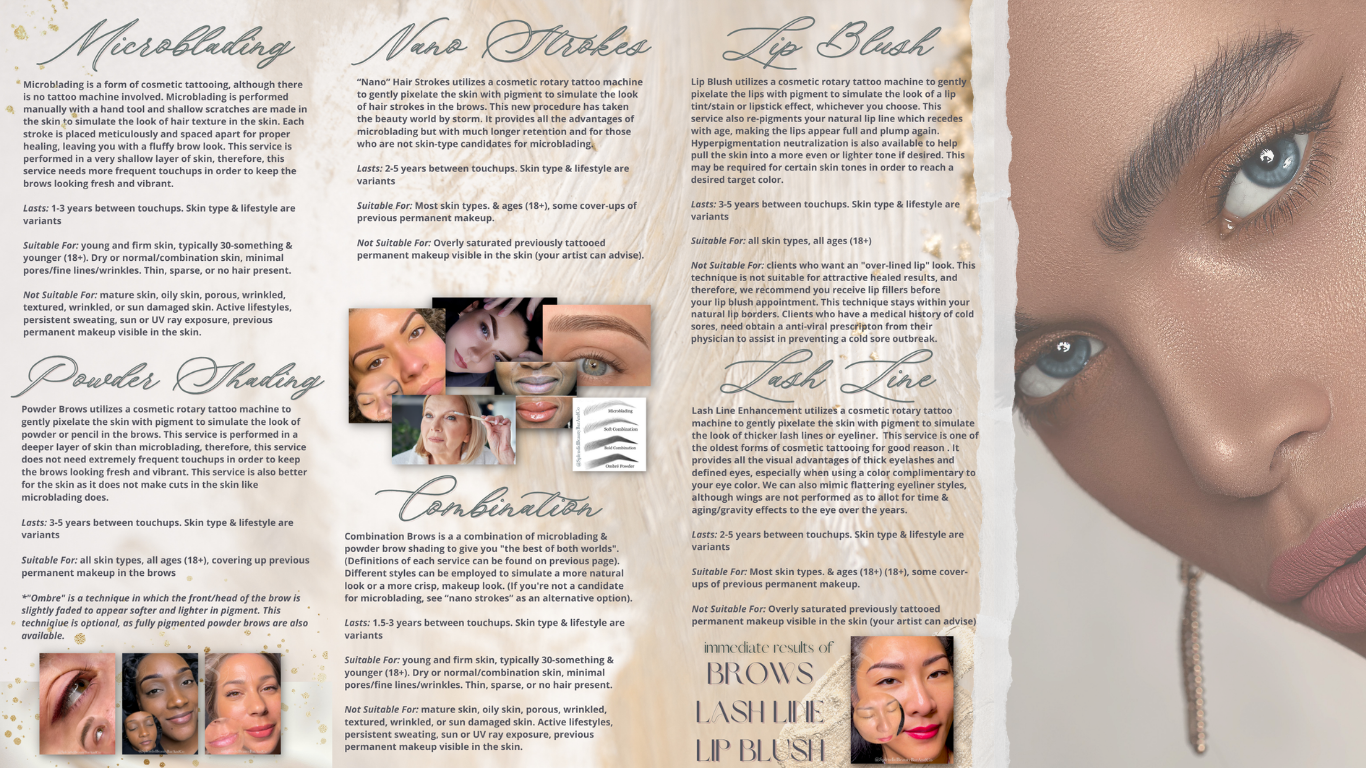 Microblading
Microblading is a form of cosmetic tattooing, although there
is no tattoo machine involved. Microblading is performed
manually with a hand tool and shallow scratches are made in
the skin to simulate the look of hair texture in the skin. Each
stroke is placed meticulously and spaced apart for proper
healing, leaving you with a fluffy brow look. This service is
performed in a very shallow layer of skin, therefore, this
service needs more frequent touchups in order to keep the
brows looking fresh and vibrant.
Lasts: 1-3 years between touchups. Skin type & lifestyle are
variants
Suitable For: young and firm skin, typically 30-something &
younger (18+). Dry or normal/combination skin, minimal
pores/fine lines/wrinkles. Thin, sparse, or no hair present.
Not Suitable For: mature skin, oily skin, porous, wrinkled,
textured, wrinkled, or sun damaged skin. Active lifestyles,
persistent sweating, sun or UV ray exposure, previous
permanent makeup visible in the skin.
Powder Shading
Powder Brows utilizes a cosmetic rotary tattoo machine to
gently pixelate the skin with pigment to simulate the look of
powder or pencil in the brows. This service is performed in a
deeper layer of skin than microblading, therefore, this service
does not need extremely frequent touchups in order to keep
the brows looking fresh and vibrant. This service is also better
for the skin as it does not make cuts in the skin like
microblading does.
Lasts: 3-5 years between touchups. Skin type & lifestyle are
variants
Suitable For: all skin types, all ages (18+), covering up previous
permanent makeup in the brows
*"Ombre" is a technique in which the front/head of the brow is
slightly faded to appear softer and lighter in pigment. This
technigiue is optional, as fully pigmented powder brows are also
available.
Nano Strokes
“Nano” Hair Strokes utilizes a cosmetic rotary tattoo machine
to gently pixelate the skin with pigment to simulate the look
of hair strokes in the brows. This new procedure has taken
the beauty world by storm. It provides all the advantages of
microblading but with much longer retention and for those
who are not skin-type candidates for microblading.
Lasts: 2-5 years between touchups. Skin type & lifestyle are
variants
Suitable For: Most skin types. & ages (18+), some cover-ups of
previous permanent makeup.
Not Suitable For: Overly saturated previously tattooed
permanent makeup visible in the skin (your artist can advise).
Microblading
Soft Combination
Bold Combination
Ombré Powder
Combination
Combination Brows is a a combination of microblading &
powder brow shading to give you "the best of both worlds".
(Definitions of each service can be found on previous page).
Different styles can be employed to simulate a more natural
look or a more crisp, makeup look. (If you're not a candidate
for microblading, see “nano strokes” as an alternative option).
Lasts: 1.5-3 years between touchups. Skin type & lifestyle are
variants
Suitable For: young and firm skin, typically 30-something &
younger (18+). Dry or normal/combination skin, minimal
pores/fine lines/wrinkles. Thin, sparse, or no hair present.
Not Suitable For: mature skin, oily skin, porous, wrinkled,
textured, wrinkled, or sun damaged skin. Active lifestyles,
persistent sweating, sun or UV ray exposure, previous
permanent makeup visible in the skin.
Lip Blush
Lip Blush utilizes a cosmetic rotary tattoo machine to gently
pixelate the lips with pigment to simulate the look of a lip
tint/stain or lipstick effect, whichever you choose. This
service also re-pigments your natural lip line which recedes
with age, making the lips appear full and plump again.
Hyperpigmentation neutralization is also available to help
pull the skin into a more even or lighter tone if desired. This
may be required for certain skin tones in order to reach a
desired target color.
Lasts: 3-5 years between touchups. Skin type & lifestyle are
variants
Suitable For: all skin types, all ages (18+)
Not Suitable For: clients who want an "over-lined lip" look. This
technique is not suitable for attractive healed results, and
therefore, we recommend you receive lip fillers before
your lip blush appointment. This technique stays within your
natural lip borders. Clients who have a medical history of cold
sores, need obtain a anti-viral prescripton from their
physician to assist in preventing a cold sore outbreak.
Lash Line
Lash Line Enhancement utilizes a cosmetic rotary tattoo
machine to gently pixelate the skin with pigment to simulate
the look of thicker lash lines or eyeliner. This service is one of
the oldest forms of cosmetic tattooing for good reason . It
provides all the visual advantages of thick eyelashes and
defined eyes, especially when using a color complimentary to
your eye color. We can also mimic flattering eyeliner styles,
although wings are not performed as to allot for time &
aging/gravity effects to the eye over the years.
Lasts: 2-5 years between touchups. Skin type & lifestyle are
variants
Suitable For: Most skin types. & ages (18+) (18+), some cover-
ups of previous permanent makeup.
Not Suitable For: Overly saturated previously tattooed
permanent makeup visible in the skin (your artist can advise)
immediate results of
BROWS
LASH LINE
LIP BLUSH